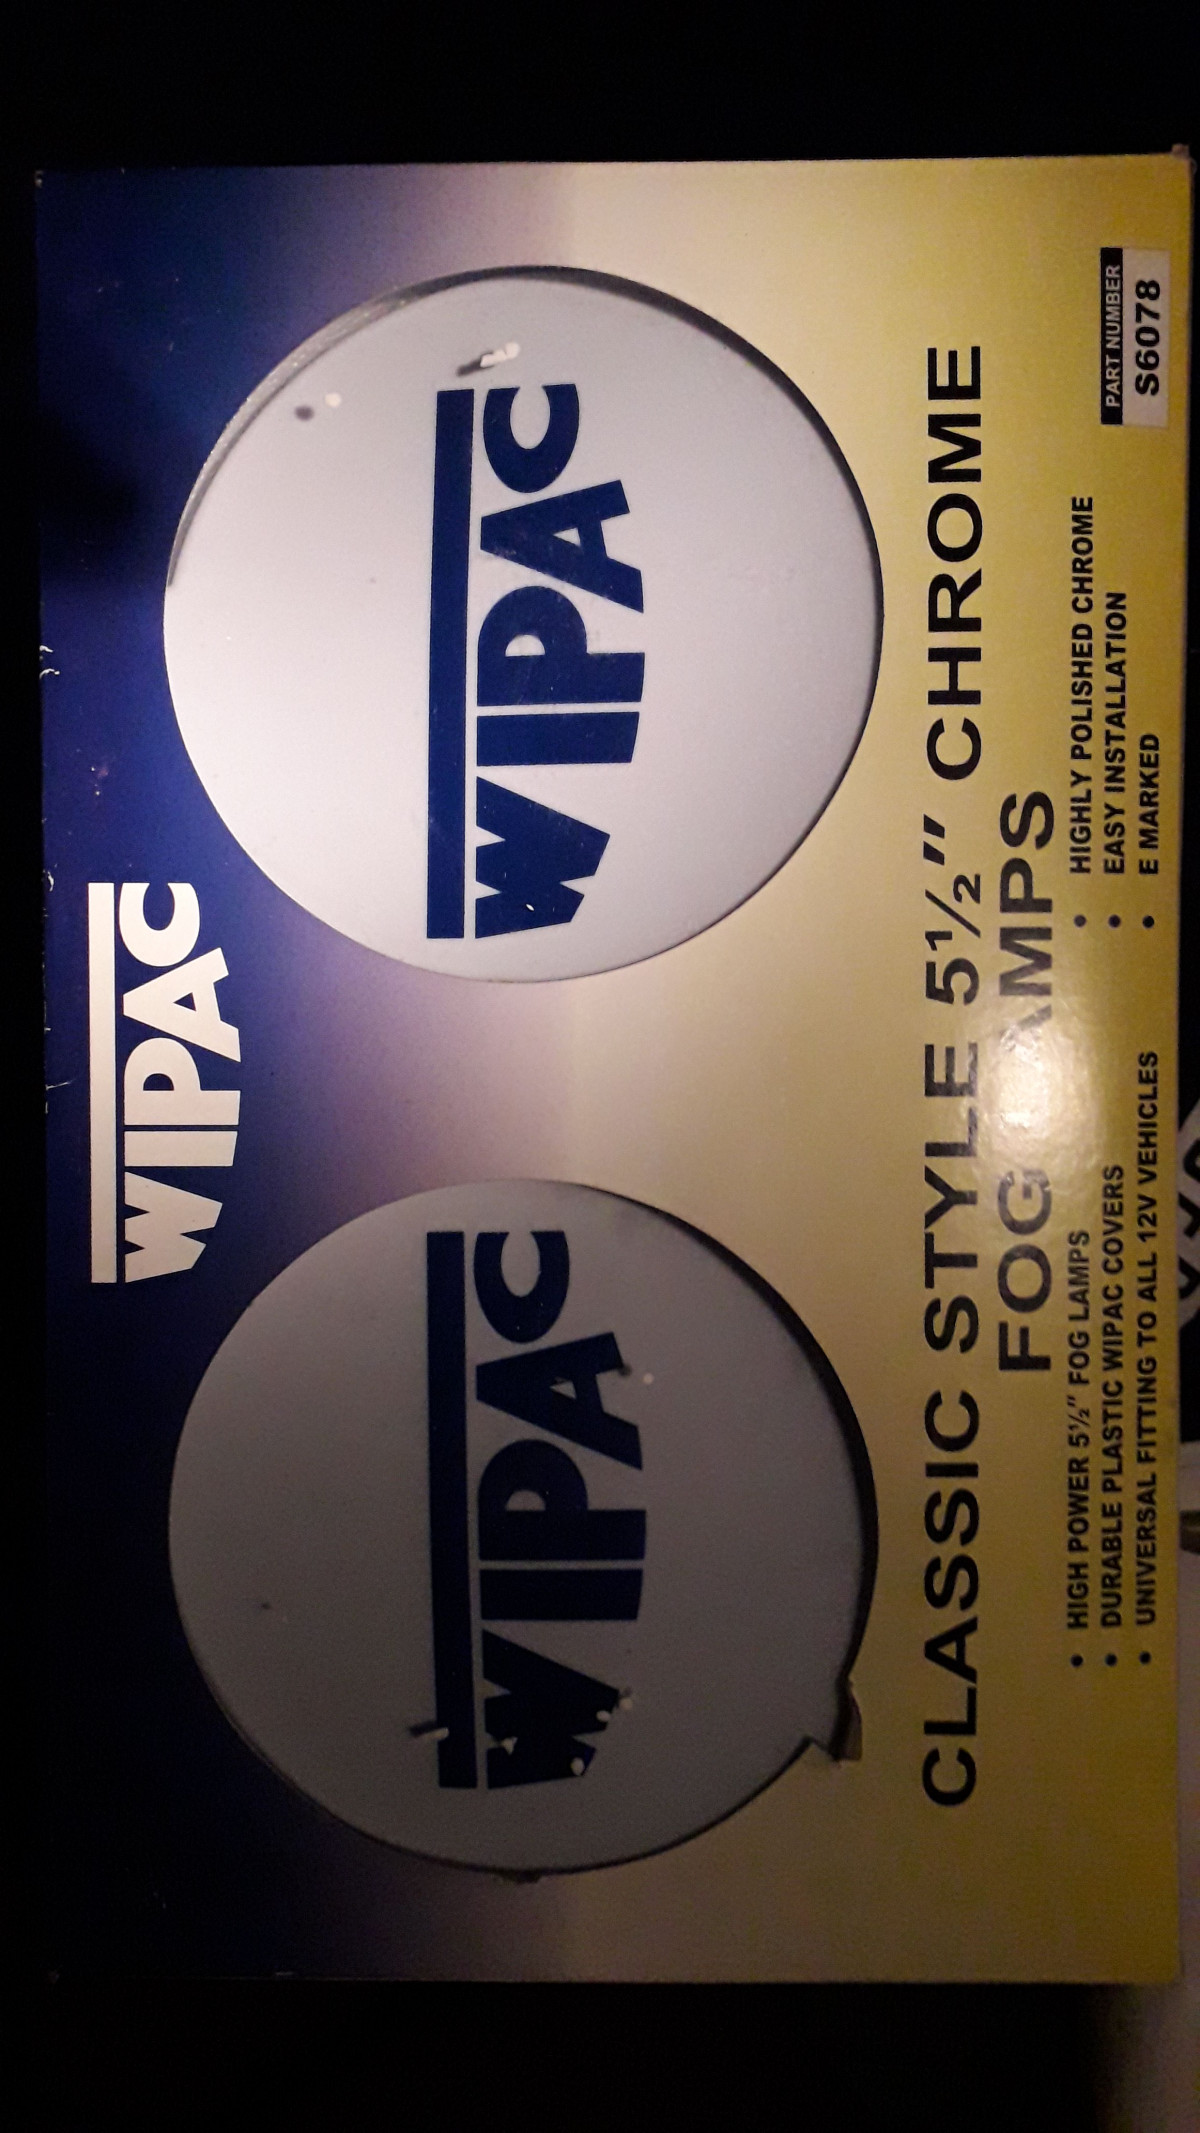 WIPAC
WIPAC
WIPAC
CLASSIC STYLE 5½" CHROME
FOG LAMPS
• HIGH POWER 5½" FOG LAMPS
• DURABLE PLASTIC WIPAC COVERS
• UNIVERSAL FITTING TO ALL 12V VEHICLES
• HIGHLY POLISHED CHROME
• EASY INSTALLATION
• E MARKED
PART NUMBER
S6078